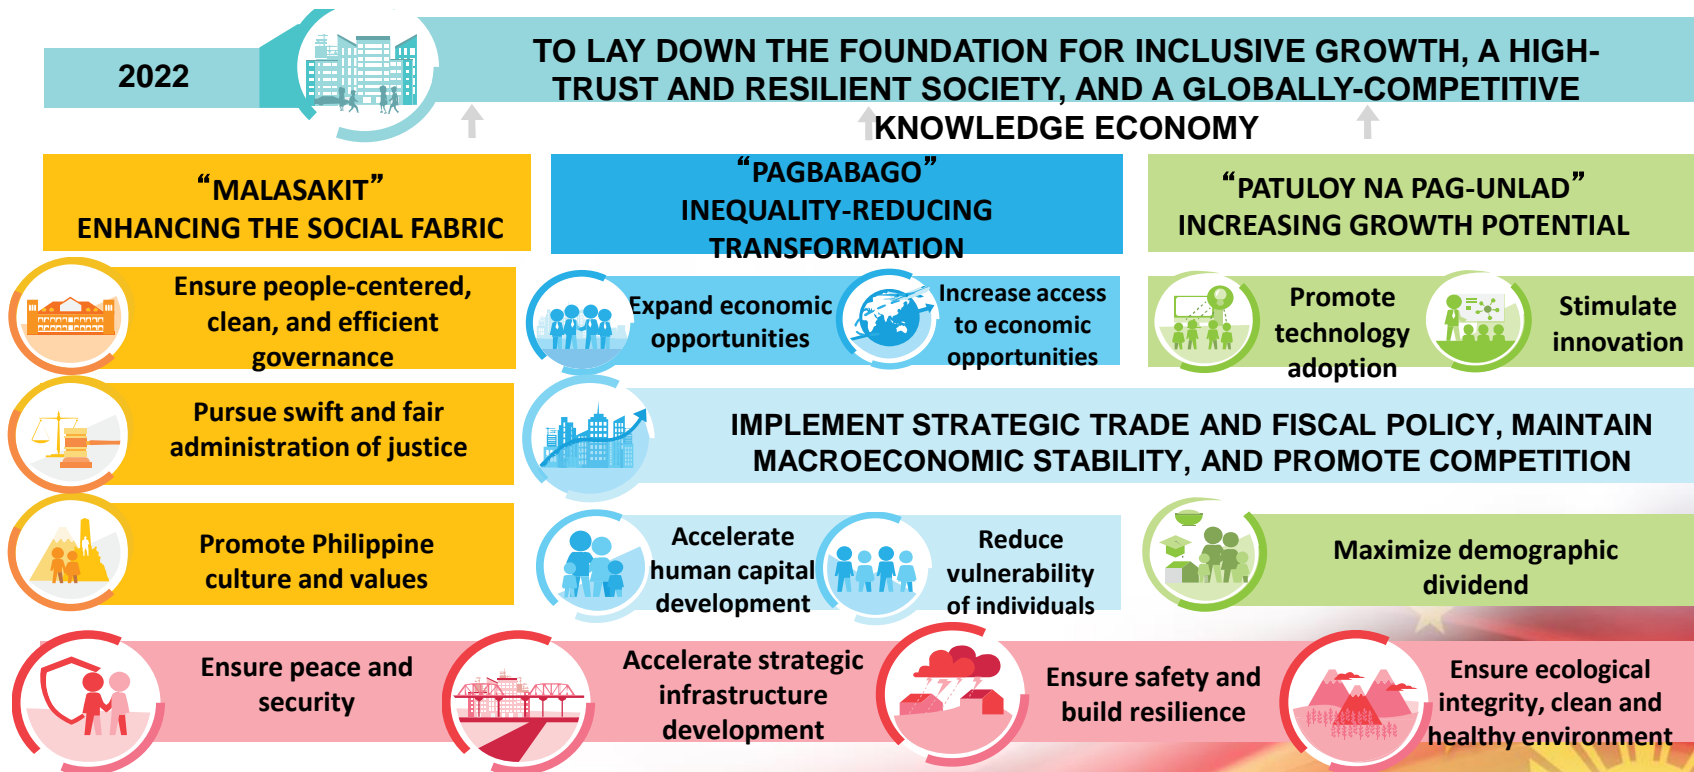 2022
TO LAY DOWN THE FOUNDATION FOR INCLUSIVE GROWTH, A HIGH-
TRUST AND RESILIENT SOCIETY, AND A GLOBALLY-COMPETITIVE
KNOWLEDGE ECONOMY
“MALASAKIT”
ENHANCING THE SOCIAL FABRIC
“PAGBABAGO”
INEQUALITY-REDUCING
TRANSFORMATION
“PATULOY NA PAG-UNLAD”
INCREASING GROWTH POTENTIAL
Ensure people-centered,
clean, and efficient
governance
Expand economic
opportunities
Increase access
to economic
opportunities
Promote
technology
adoption
Stimulate
innovation
Pursue swift and fair
administration of justice
IMPLEMENT STRATEGIC TRADE AND FISCAL POLICY, MAINTAIN
MACROECONOMIC STABILITY, AND PROMOTE COMPETITION
Promote Philippine
culture and values
Accelerate
human capital
development
Reduce
vulnerability
of individuals
Maximize demographic
dividend
Ensure peace and
security
Accelerate strategic
infrastructure
development
Ensure safety and
build resilience
Ensure ecological
integrity, clean and
healthy environment